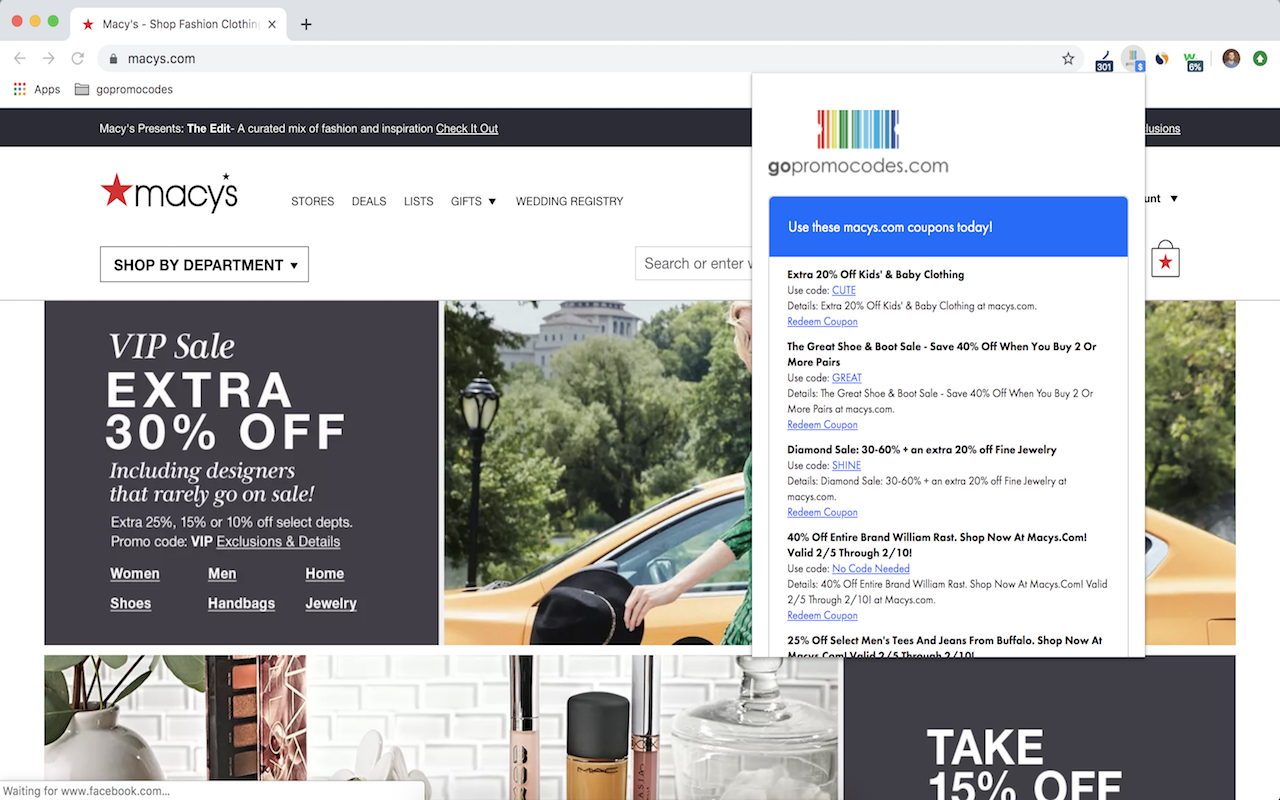 Macy's - Shop Fashion Clothin
macys.com
301
$
6%
Apps
gopromocodes
Macy's Presents: The Edit- A curated mix of fashion and inspiration Check It Out
lusions
macy's
STORES
DEALS
LISTS
GIFTS
WEDDING REGISTRY
unt
SHOP BY DEPARTMENT
Search or enter w
VIP Sale
EXTRA
30% OFF
Including designers
that rarely go on sale!
Extra 25%, 15% or 10% off select depts.
Promo code: VIP Exclusions & Details
Women Men Home
Shoes Handbags Jewelry
gopromocodes.com
Use these macys.com coupons today!
Extra 20% Off Kids' & Baby Clothing
Use code: CUTE
Details: Extra 20% Off Kids' & Baby Clothing at macys.com.
Redeem Coupon
The Great Shoe & Boot Sale - Save 40% Off When You Buy 2 Or
More Pairs
Use code: GREAT
Details: The Great Shoe & Boot Sale - Save 40% Off When You Buy 2 Or
More Pairs at macys.com.
Redeem Coupon
Diamond Sale: 30-60% + an extra 20% off Fine Jewelry
Use code: SHINE
Details: Diamond Sale: 30-60% + an extra 20% off Fine Jewelry at
macys.com.
Redeem Coupon
40% Off Entire Brand William Rast. Shop Now At Macys.Com!
Valid 2/5 Through 2/10!
Use code: No Code Needed
Details: 40% Off Entire Brand William Rast. Shop Now At Macys.Com! Valid
2/5 Through 2/10! at Macys.com.
Redeem Coupon
25% Off Select Men's Tees And Jeans From Buffalo. Shop Now At
Macys.Com! Valid 2/5 Through 2/10!
MAC
TAKE
15% OFF
Waiting for www.facebook.com...